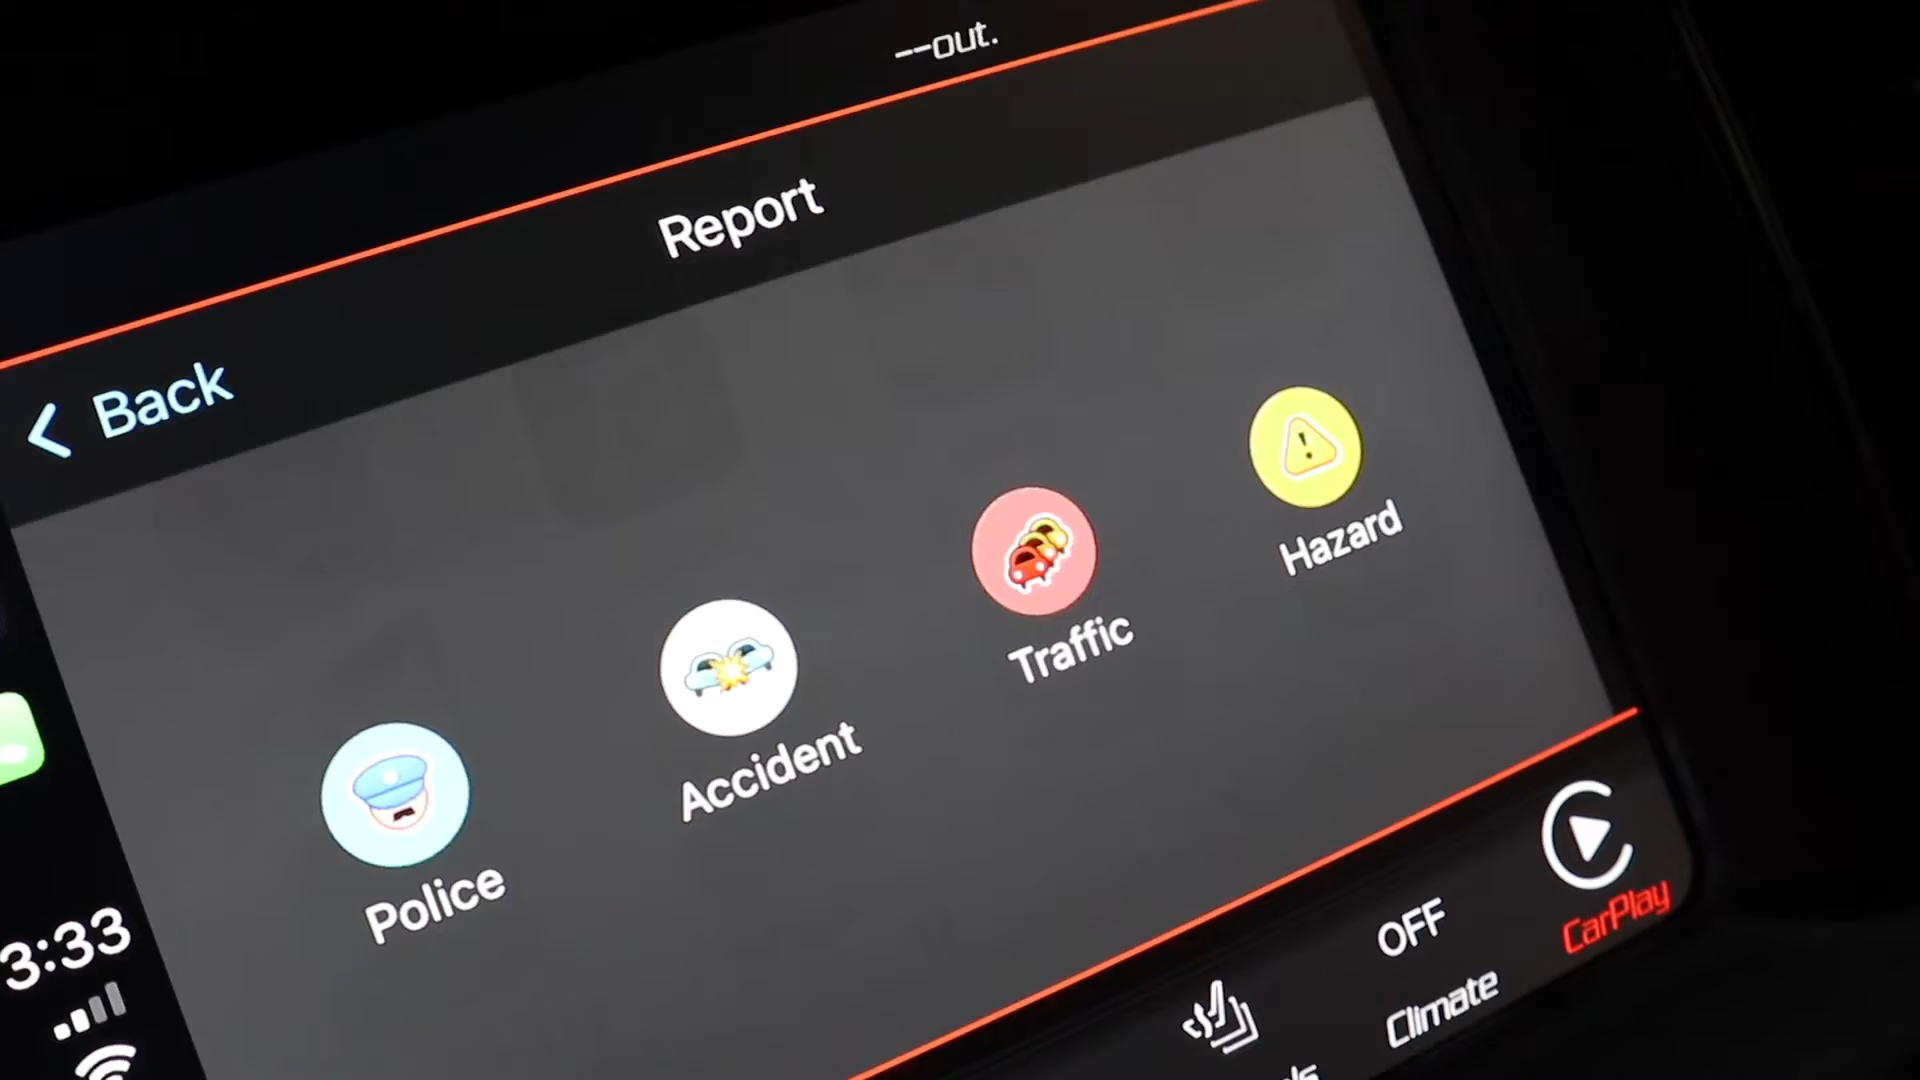 --out.
Report
Back
Hazard
Traffic
Accident
Police
3:33
OFF
CarPlay
Climate